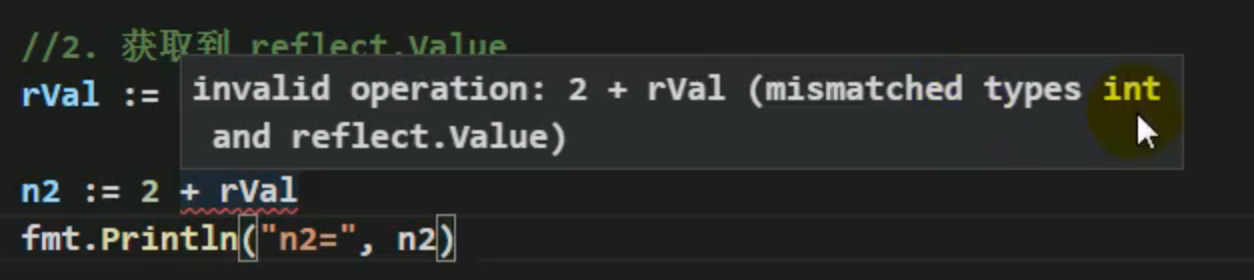 //2. 获取到 reflect.Value
rVal :=
invalid operation: 2 + rVal (mismatched types int
and reflect.Value)
n2 := 2 + rVal
fmt.Println("n2=", n2)